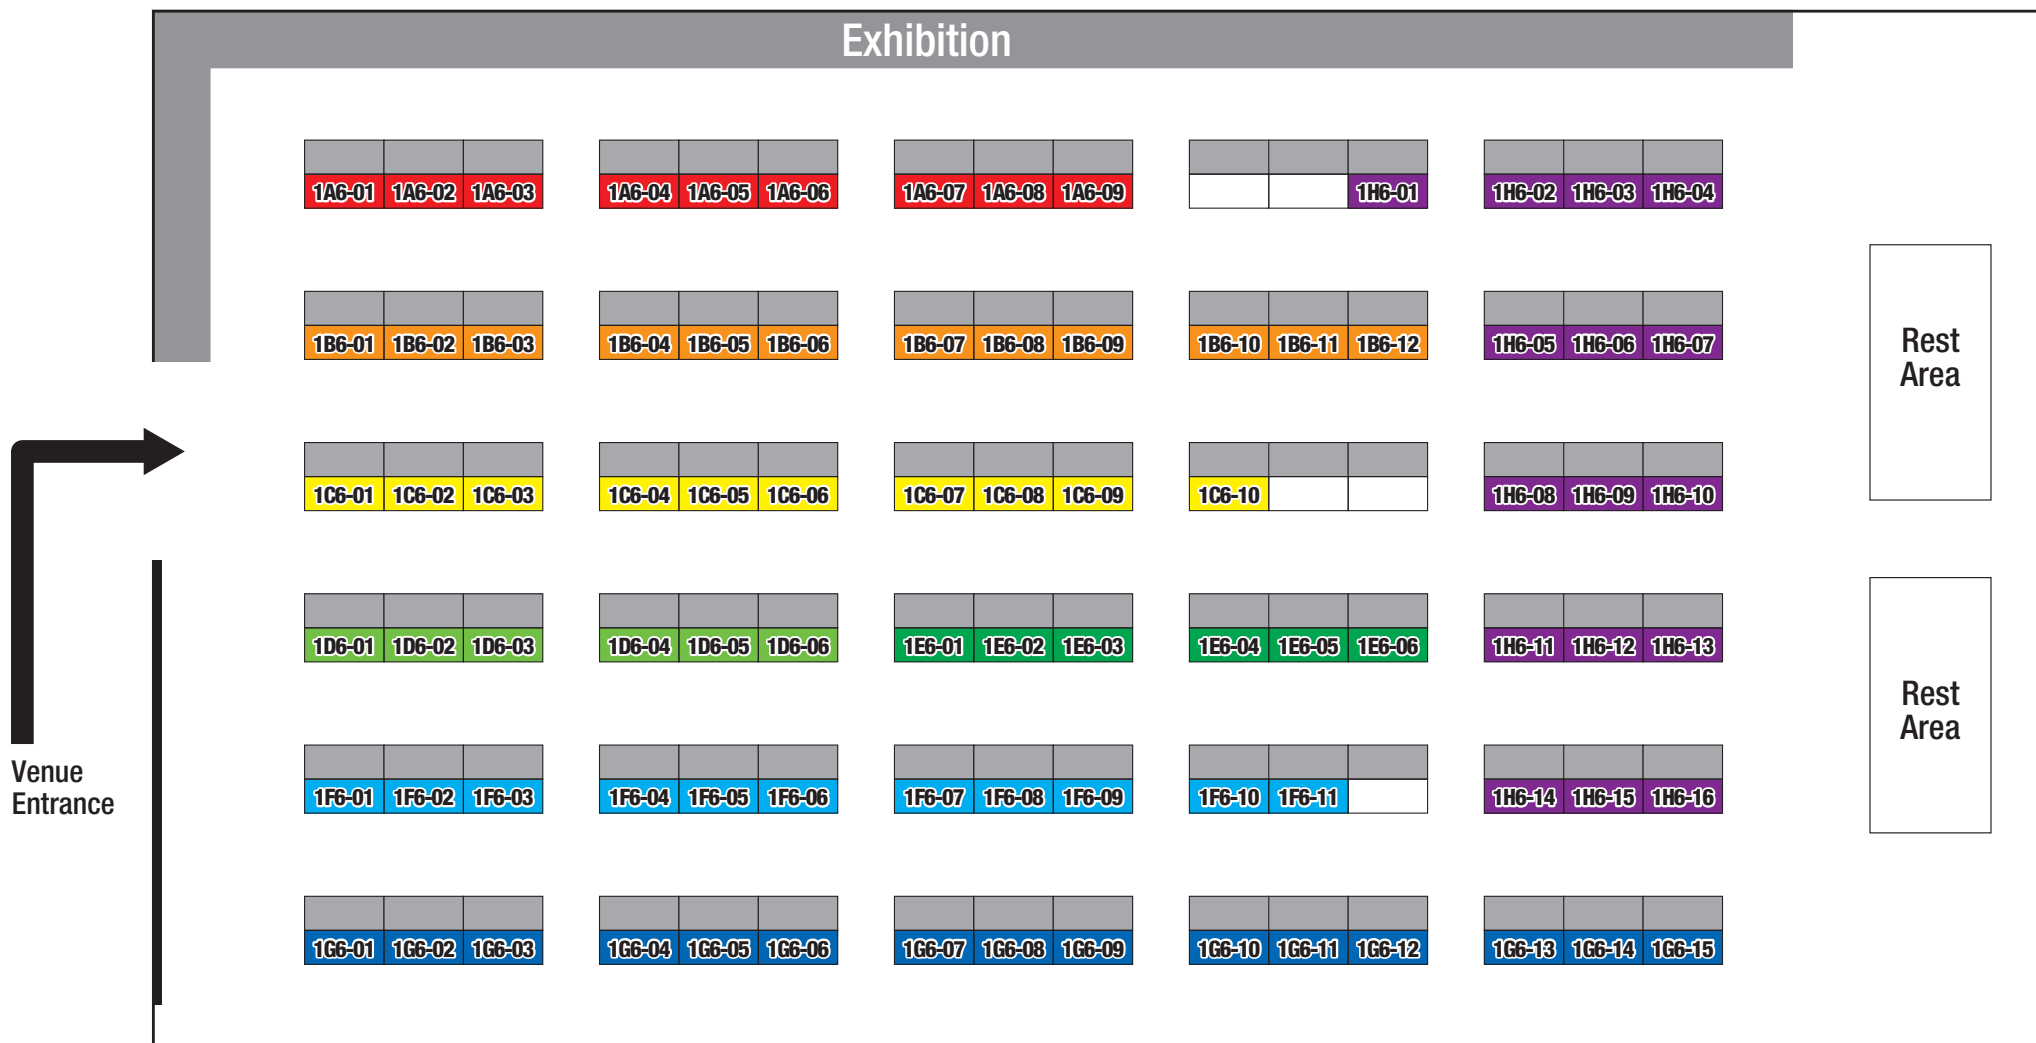 Exhibition
1A6-01 1A6-02 1A6-03 1A6-04 1A6-05 1A6-06 1A6-07 1A6-08 1A6-09 1H6-01 1H6-02 1H6-03 1H6-04
1B6-01 1B6-02 1B6-03 1B6-04 1B6-05 1B6-06 1B6-07 1B6-08 1B6-09 1B6-10 1B6-11 1B6-12 1H6-05 1H6-06 1H6-07
Rest
Area
1C6-01 1C6-02 1C6-03 1C6-04 1C6-05 1C6-06 1C6-07 1C6-08 1C6-09 1C6-10 1H6-08 1H6-09 1H6-10
1D6-01 1D6-02 1D6-03 1D6-04 1D6-05 1D6-06 1E6-01 1E6-02 1E6-03 1E6-04 1E6-05 1E6-06 1H6-11 1H6-12 1H6-13
Rest
Area
Venue
Entrance
1F6-01 1F6-02 1F6-03 1F6-04 1F6-05 1F6-06 1F6-07 1F6-08 1F6-09 1F6-10 1F6-11 1H6-14 1H6-15 1H6-16
1G6-01 1G6-02 1G6-03 1G6-04 1G6-05 1G6-06 1G6-07 1G6-08 1G6-09 1G6-10 1G6-11 1G6-12 1G6-13 1G6-14 1G6-15